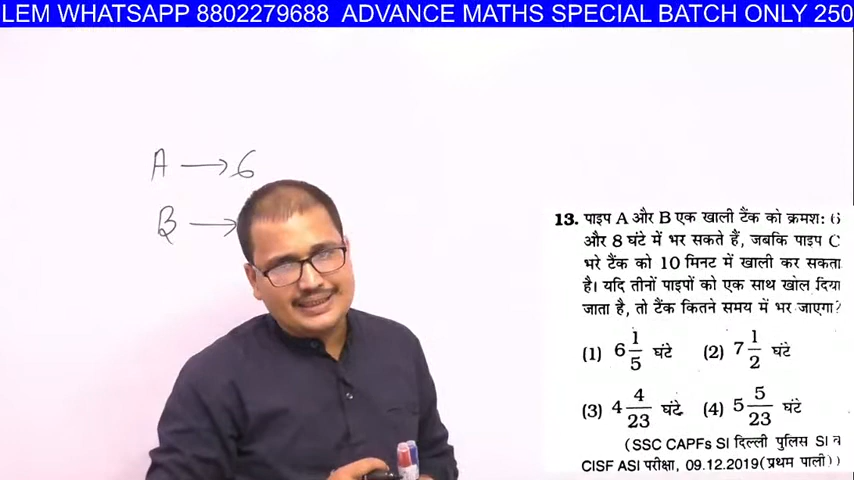 LEM WHATSAPP 8802279688 ADVANCE MATHS SPECIAL BATCH ONLY 250
A → 6
B →
13. पाइप A और B एक खाली टैंक को क्रमश: 6
और 8 घंटे में भर सकते हैं, जबकि पाइप C
भरे टैंक को 10 मिनट में खाली कर सकता
है। यदि तीनों पाइपों को एक साथ खोल दिया
जाता है, तो टैंक कितने समय में भर जाएगा?
(1) 6 1/5 घंटे (2) 7 1/2 घंटे
(3) 4 4/23 घंटे (4) 5 5/23 घंटे
(SSC CAPFs SI दिल्ली पुलिस SI व
CISF ASI परीक्षा, 09.12.2019 (प्रथम पाली))